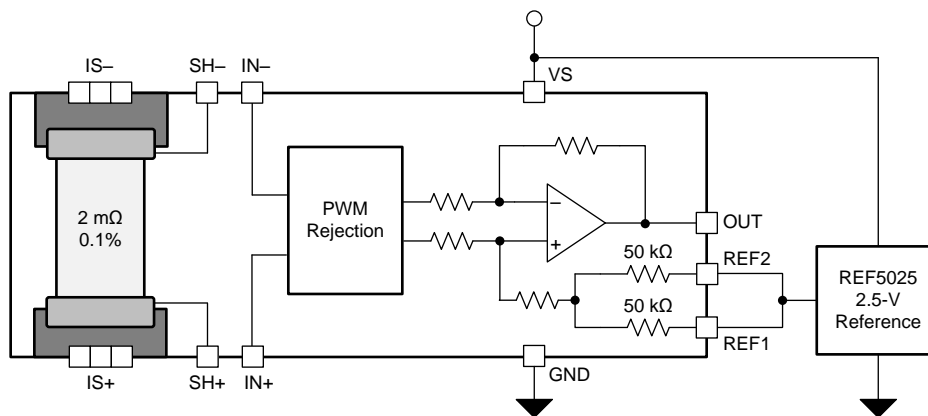 IS–
SH–
IN–
VS
2 mΩ
0.1%
PWM
Rejection
–
+
OUT
50 kΩ
REF2
50 kΩ
REF1
REF5025
2.5-V
Reference
IS+
SH+
IN+
GND